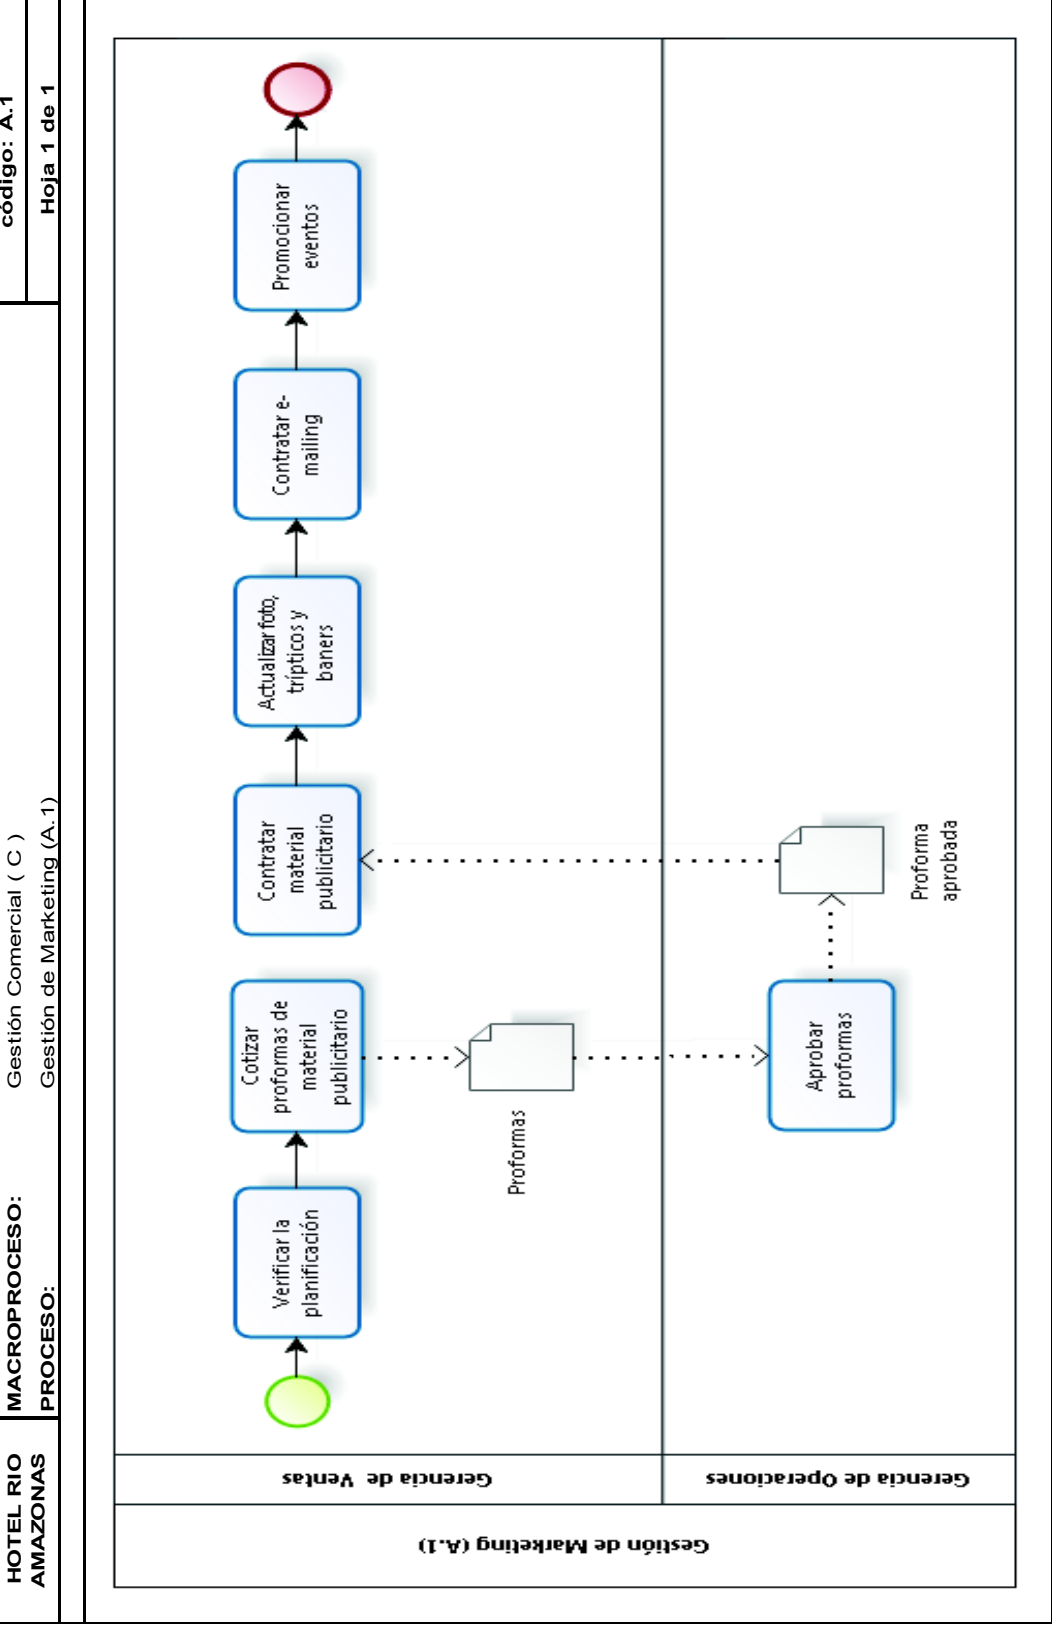 HOTEL RIO
AMAZONAS
MACROPROCESO:
Gestión Comercial ( C )
código: A.1
PROCESO:
Gestión de Marketing (A.1)
Hoja 1 de 1
Gestión de Marketing (A.1)
Gerencia de Ventas
Verificar la
planificación
Cotizar
proformas de
material
publicitario
Contratar
material
publicitario
Actualizar foto,
trípticos y
baners
Contratar e-
mailing
Promocionar
eventos
Proformas
Gerencia de Operaciones
Aprobar
proformas
Proforma
aprobada